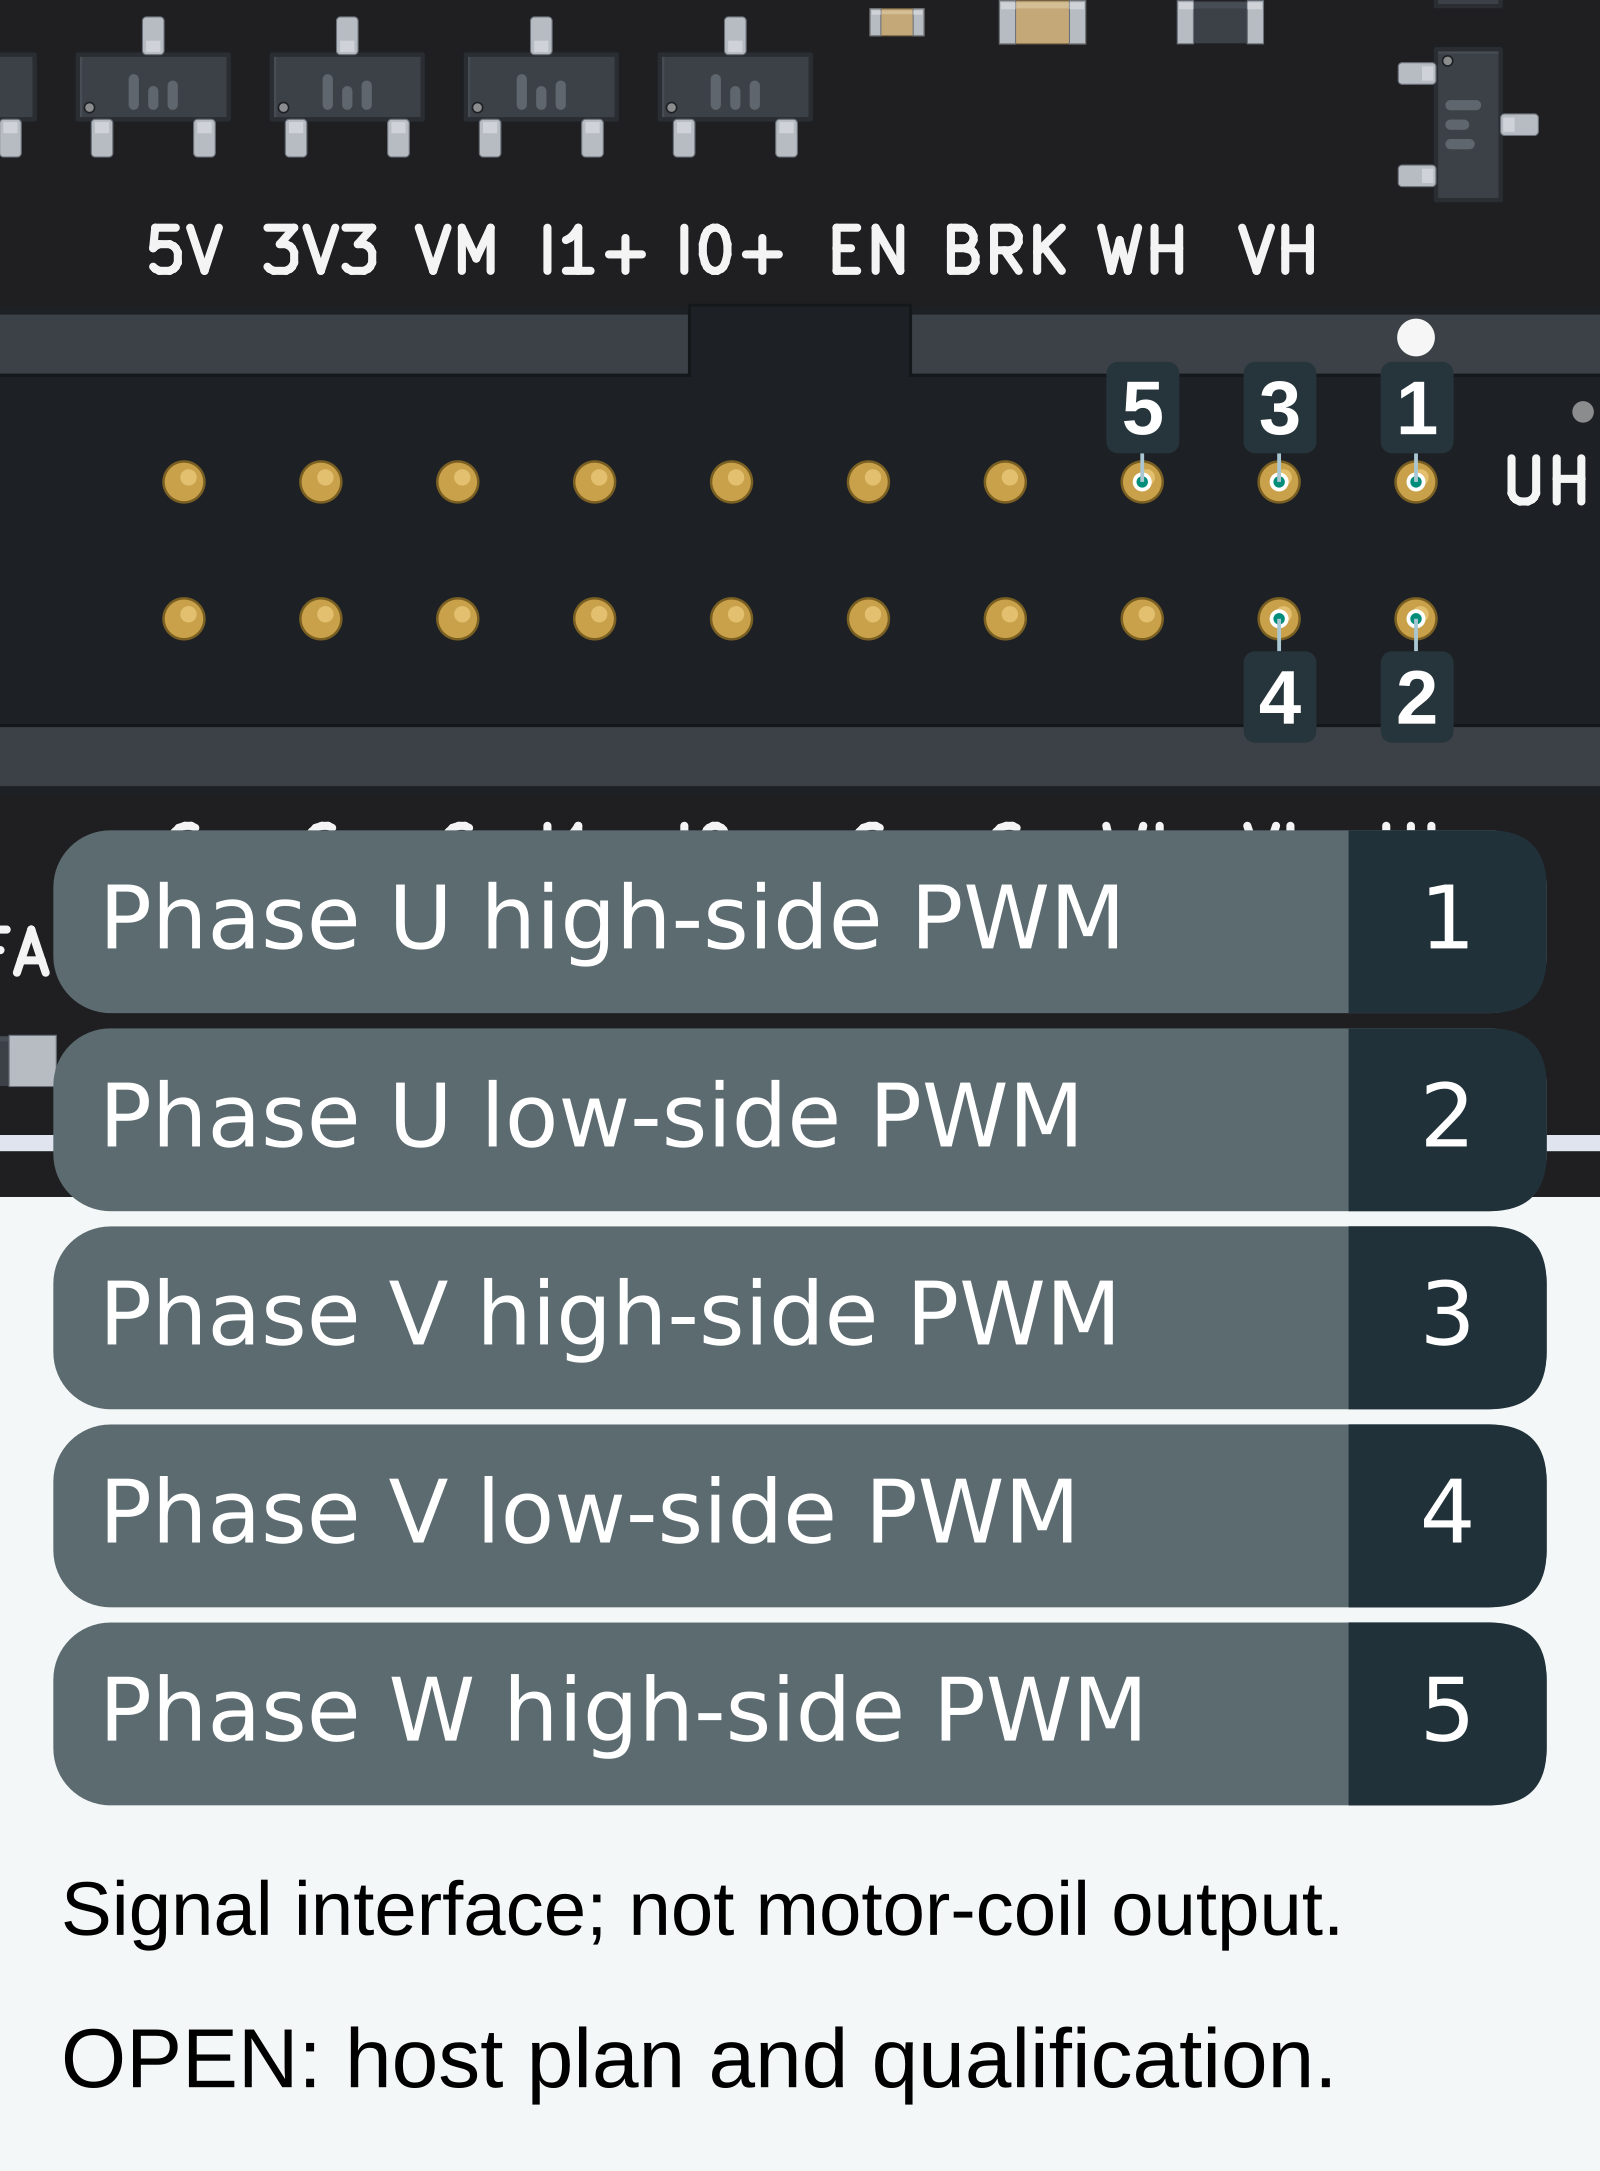 5V 3V3 VM I1+ I0+ EN BRK WH VH
5 3 1
UH
4 2
FA
Phase U high-side PWM 1
Phase U low-side PWM 2
Phase V high-side PWM 3
Phase V low-side PWM 4
Phase W high-side PWM 5
Signal interface; not motor-coil output.
OPEN: host plan and qualification.